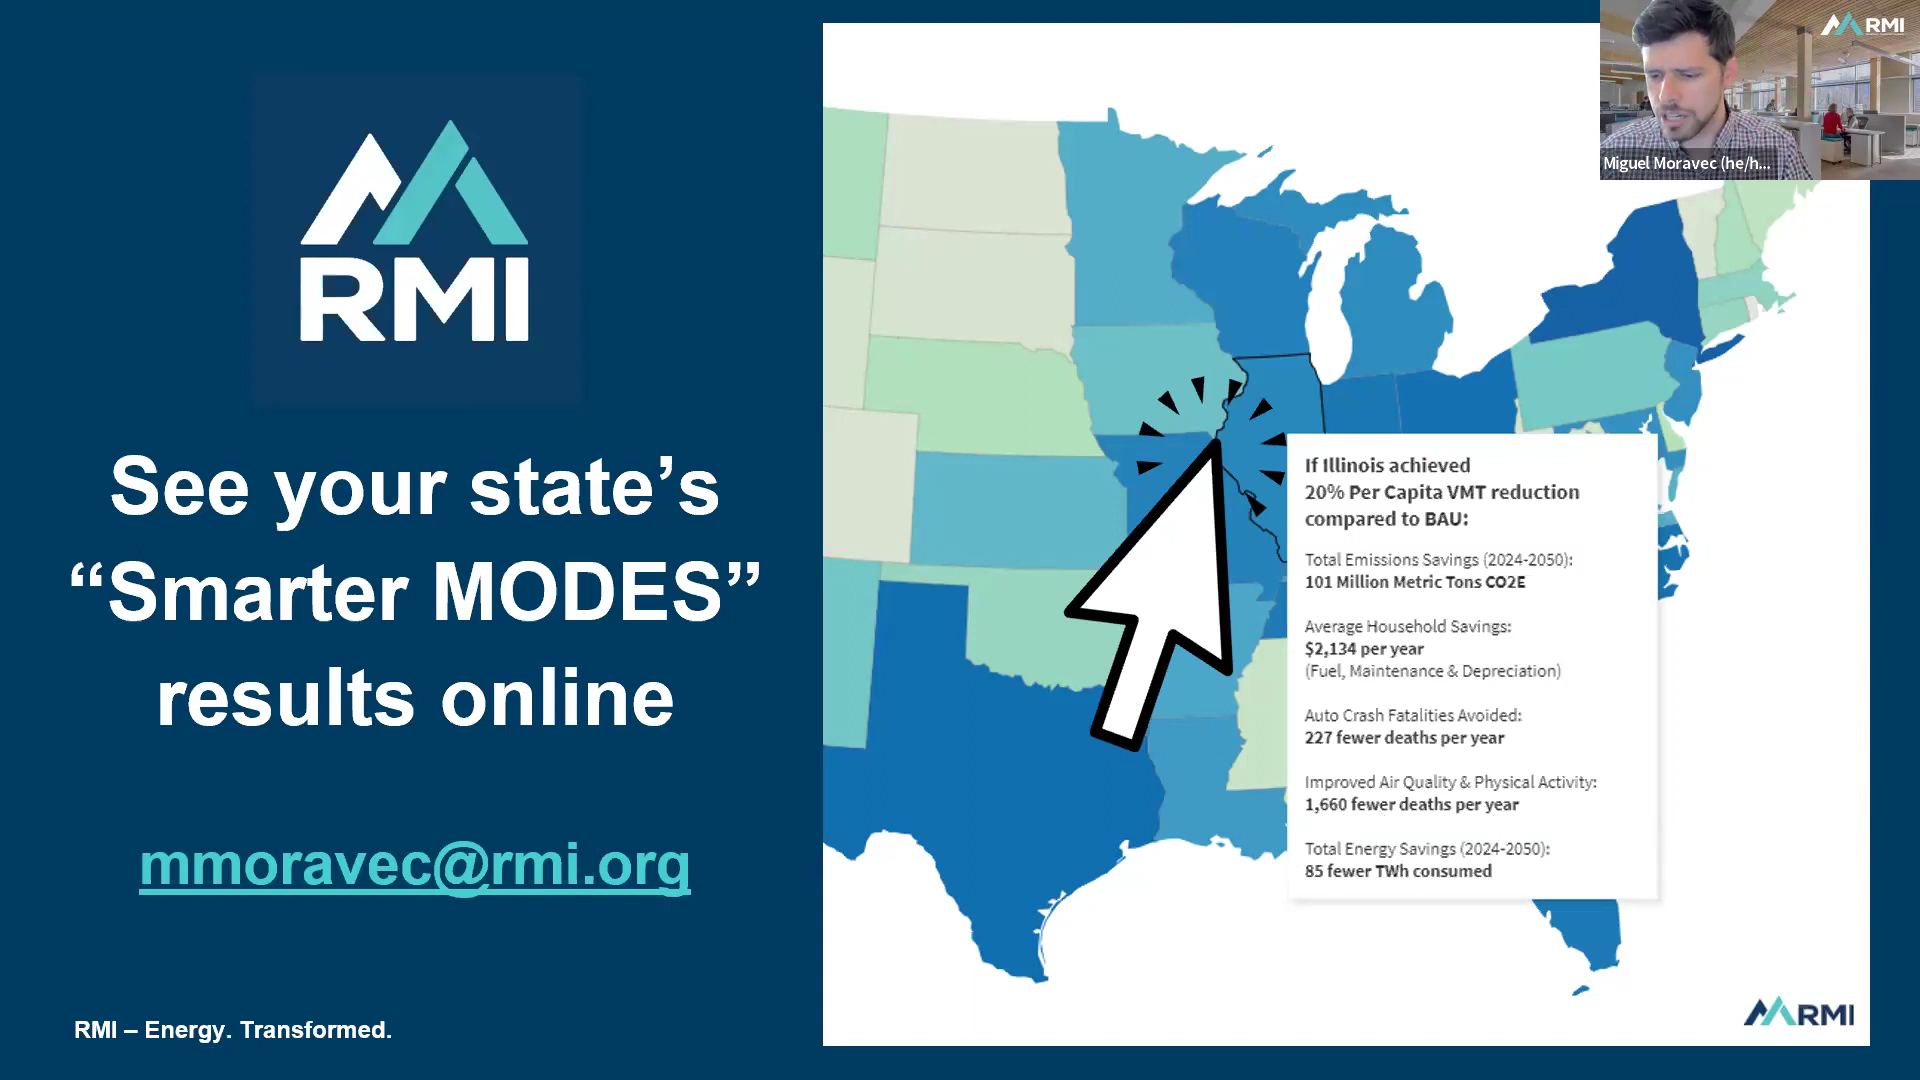 RMI
See your state’s
“Smarter MODES”
results online
mmoravec@rmi.org
RMI – Energy. Transformed.
If Illinois achieved
20% Per Capita VMT reduction
compared to BAU:
Total Emissions Savings (2024-2050):
101 Million Metric Tons CO2E
Average Household Savings:
$2,134 per year
(Fuel, Maintenance & Depreciation)
Auto Crash Fatalities Avoided:
227 fewer deaths per year
Improved Air Quality & Physical Activity:
1,660 fewer deaths per year
Total Energy Savings (2024-2050):
85 fewer TWh consumed
RMI
RMI
Miguel Moravec (he/h...